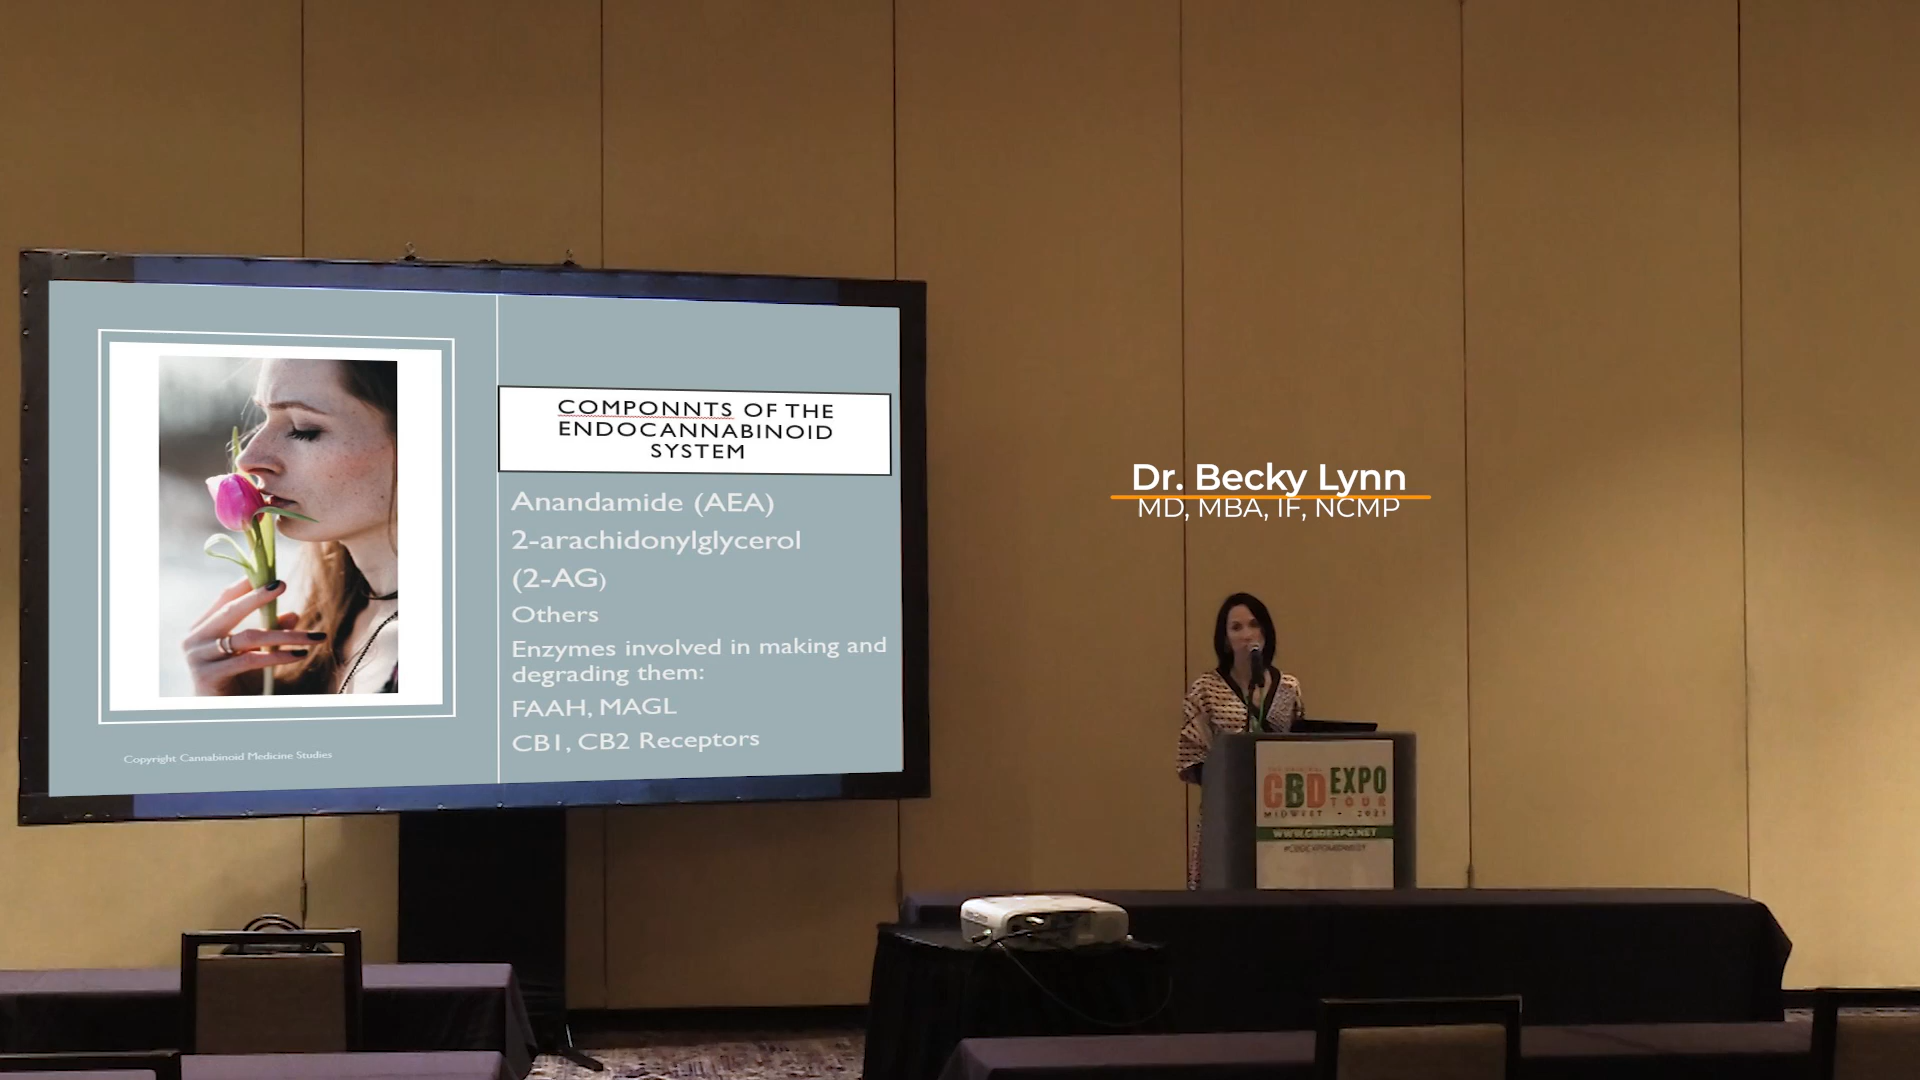 COMPONNTS OF THE
ENDOCANNABINOID
SYSTEM
Anandamide (AEA)
2-arachidonylglycerol
(2-AG)
Others
Enzymes involved in making and
degrading them:
FAAH, MAGL
CB1, CB2 Receptors
Copyright Cannabinoid Medicine Studies
Dr. Becky Lynn
MD, MBA, IF, NCMP
CBD EXPO
TOUR
MIDWEST - 2021
WWW.CBDEXPO.NET